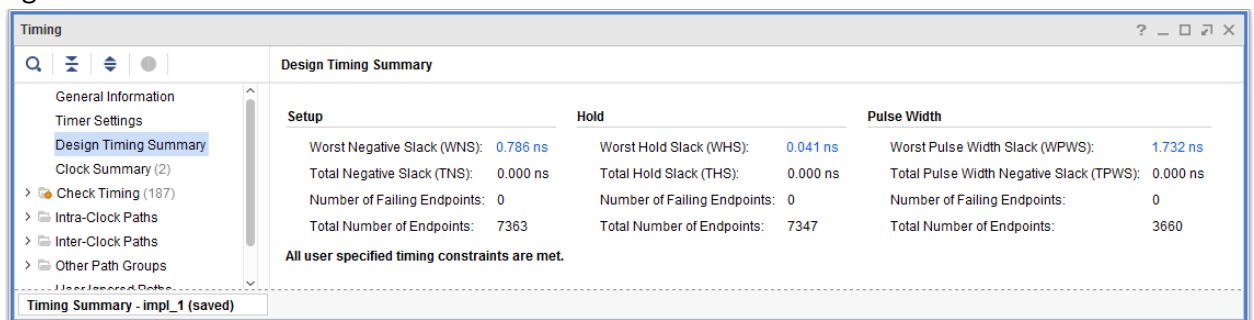 Timing
? _
Design Timing Summary
General Information
Timer Settings
Design Timing Summary
Clock Summary (2)
> Check Timing (187)
> Intra-Clock Paths
> Inter-Clock Paths
> Other Path Groups
User Ignored Paths
Setup
Worst Negative Slack (WNS): 0.786 ns
Total Negative Slack (TNS): 0.000 ns
Number of Failing Endpoints: 0
Total Number of Endpoints: 7363
Hold
Worst Hold Slack (WHS): 0.041 ns
Total Hold Slack (THS): 0.000 ns
Number of Failing Endpoints: 0
Total Number of Endpoints: 7347
Pulse Width
Worst Pulse Width Slack (WPWS): 1.732 ns
Total Pulse Width Negative Slack (TPWS): 0.000 ns
Number of Failing Endpoints: 0
Total Number of Endpoints: 3660
All user specified timing constraints are met.
Timing Summary - impl_1 (saved)